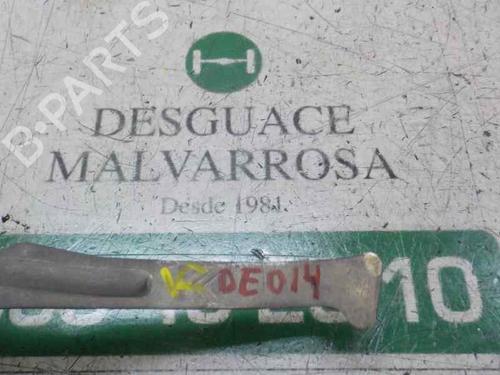 B-PARTS
DESGUACE
MALVARROSA
Desde 1981
DE014
10